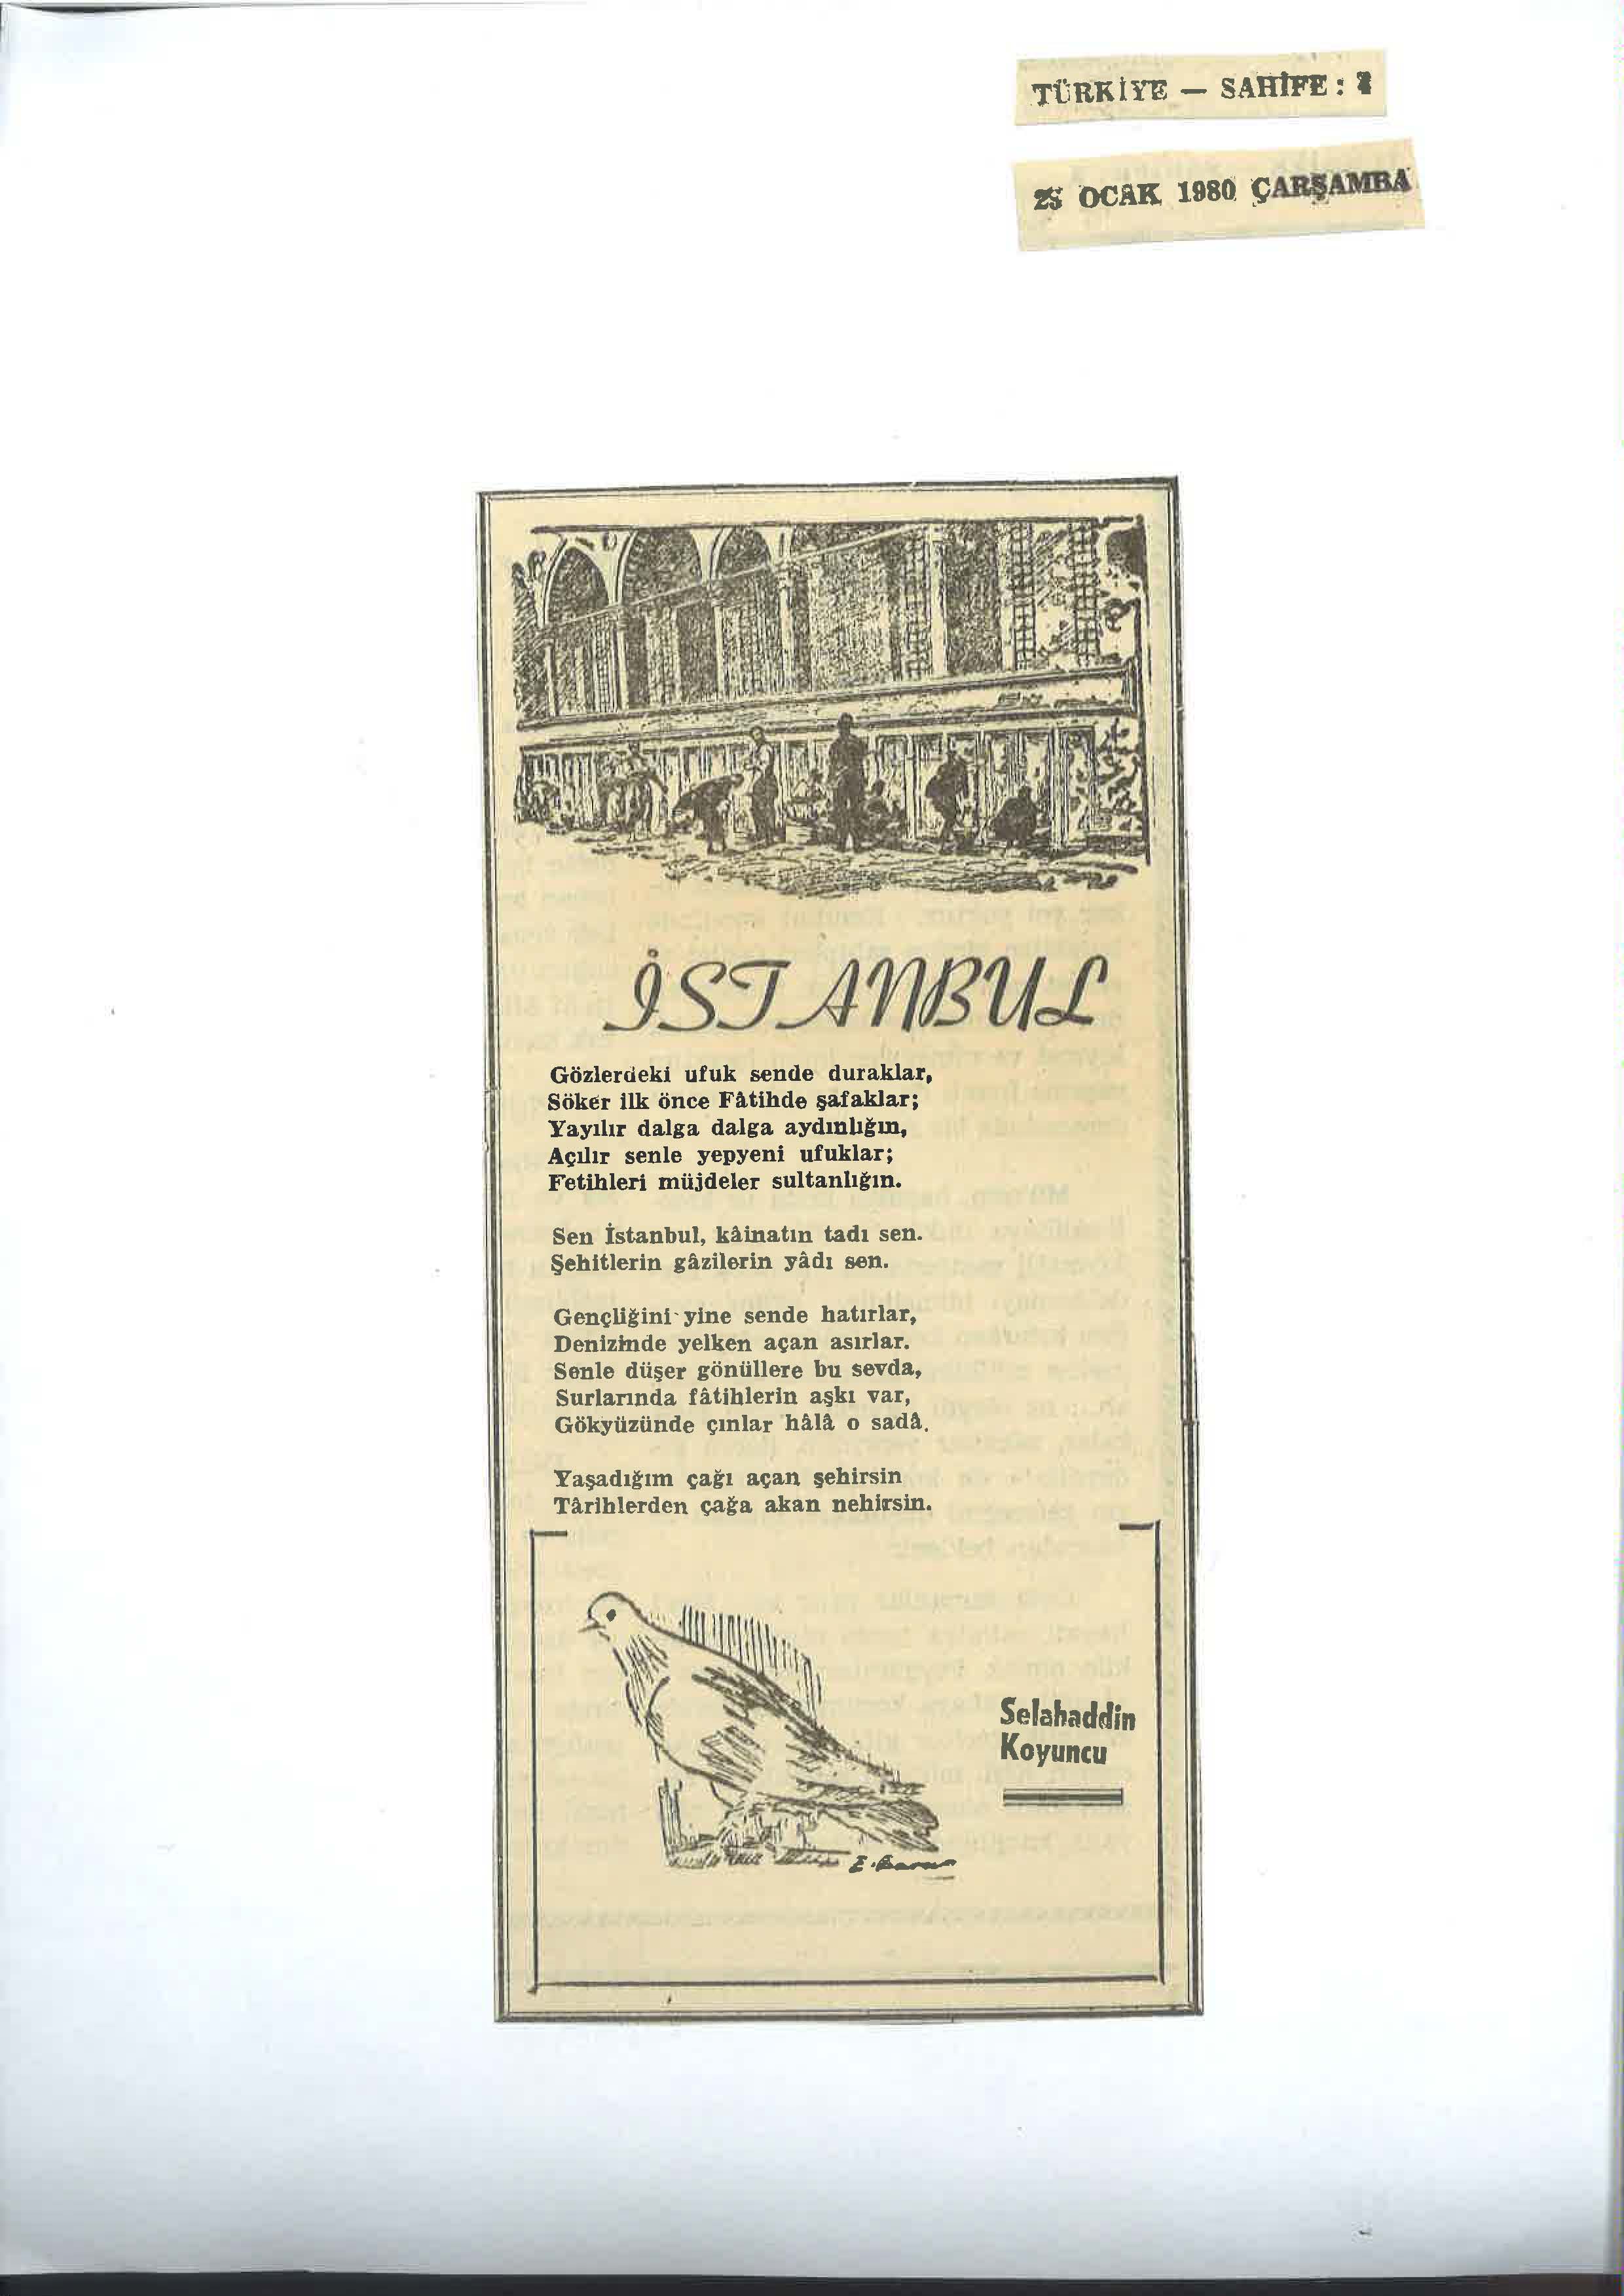 TÜRKİYE — SAHİFE:
OCAK 1980 ÇARŞAMBA
İSTANBUL
Gözlerdeki ufuk sende duraklar,
Söker ilk önce Fâtihde şafaklar;
Yayılır dalga dalga aydınlığın,
Açılır senle yepyeni ufuklar;
Fetihleri müjdeler sultanlığın.
Sen İstanbul, kâinatın tadı sen.
Şehitlerin gâzilerin yâdı sen.
Gençliğini yine sende hatırlar,
Denizinde yelken açan asırlar.
Senle düşer gönüllere bu sevda,
Surlarında fâtihlerin aşkı var,
Gökyüzünde çınlar hâlâ o sadâ.
Yaşadığım çağı açan şehirsin
Târihlerden çağa akan nehirsin.
Selahaddin
Koyuncu